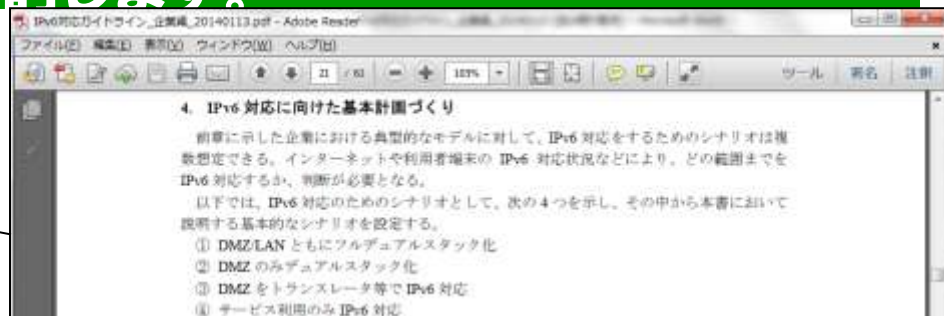 します。
IPv6対応ガイドライン_企業編_20140113.pdf - Adobe Reader
ファイル(F) 編集(E) 表示(V) ウィンドウ(W) ヘルプ(H)
21 / 61 103% ツール 署名 注釈
4. IPv6 対応に向けた基本計画づくり
前章に示した企業における典型的なモデルに対して、IPv6 対応をするためのシナリオは複
数想定できる。インターネットや利用者端末の IPv6 対応状況などにより、どの範囲までを
IPv6 対応するか、判断が必要となる。
以下では、IPv6 対応のためのシナリオとして、次の4つを示し、その中から本書において
説明する基本的なシナリオを設定する。
① DMZ/LAN ともにフルデュアルスタック化
② DMZ のみデュアルスタック化
③ DMZ をトランスレータ等で IPv6 対応
④ サービス利用のみ IPv6 対応